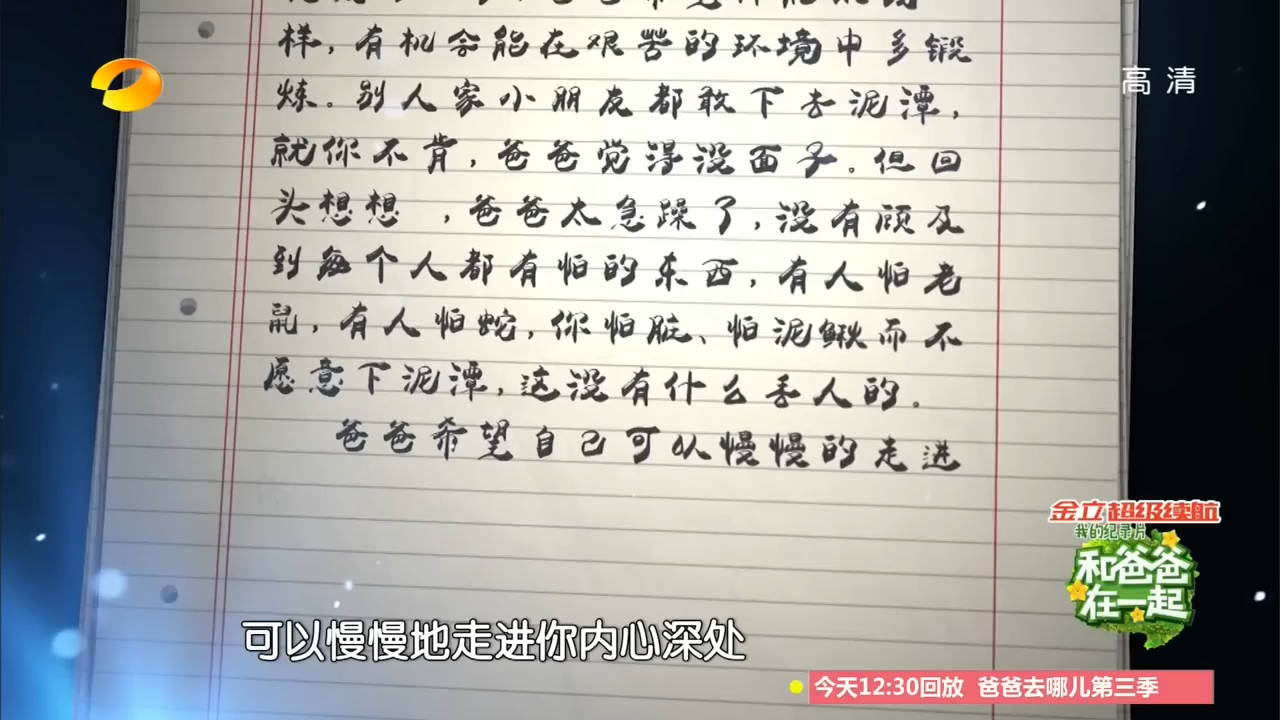 样，有机会能在艰苦的环境中多锻
炼。别人家小朋友都敢下去泥潭，
就你不肯，爸爸觉得没面子。但回
头想想 ，爸爸太急躁了，没有顾及
到每个人都有怕的东西，有人怕老
鼠，有人怕蛇，你怕脏、怕泥鳅而不
愿意下泥潭，这没有什么丢人的。
爸爸希望自己可以慢慢的走进
高清
金立超级续航
我的纪录片
和爸爸
在一起
可以慢慢地走进你内心深处
今天12:30回放 爸爸去哪儿第三季